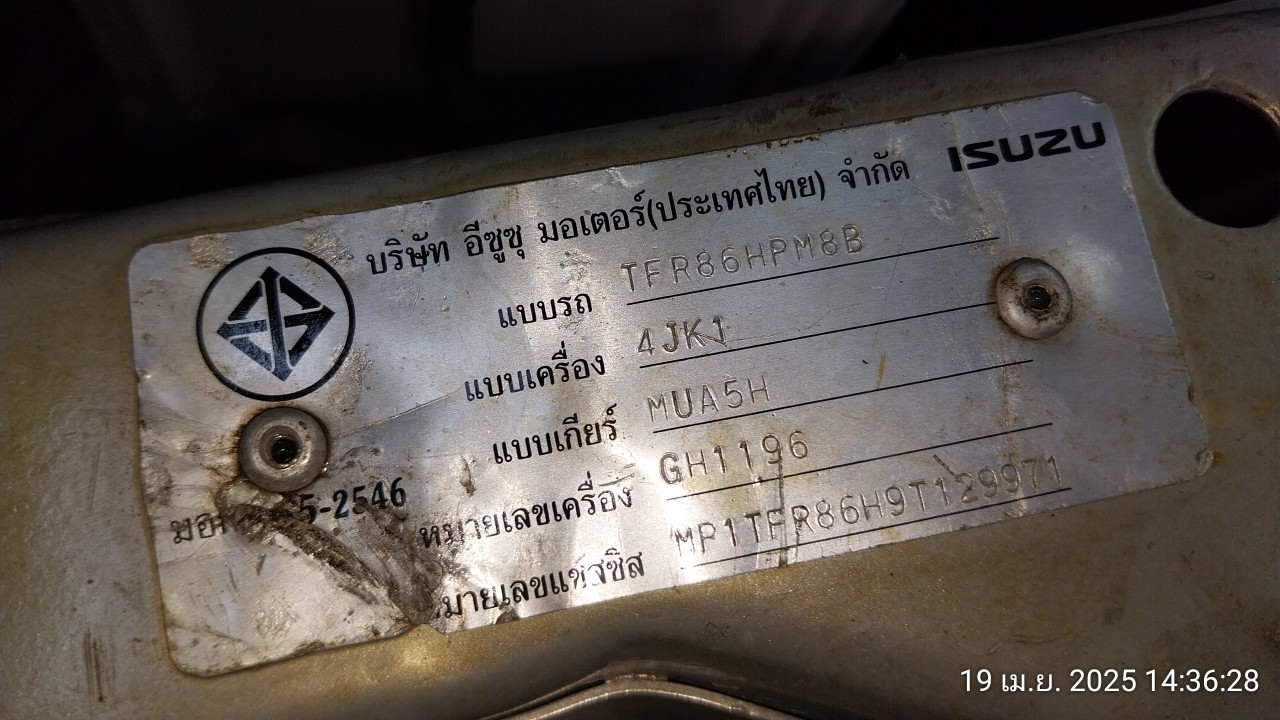 ISUZU
บริษัท อีซูซุ มอเตอร์(ประเทศไทย) จำกัด
แบบรถ TFR86HPM8B
แบบเครื่อง 4JK1
แบบเกียร์ MUA5H
หมายเลขเครื่อง GH1196
5-2546
หมายเลขแชสซิส MP1TFR86H9T129971
19 เม.ย. 2025 14:36:28